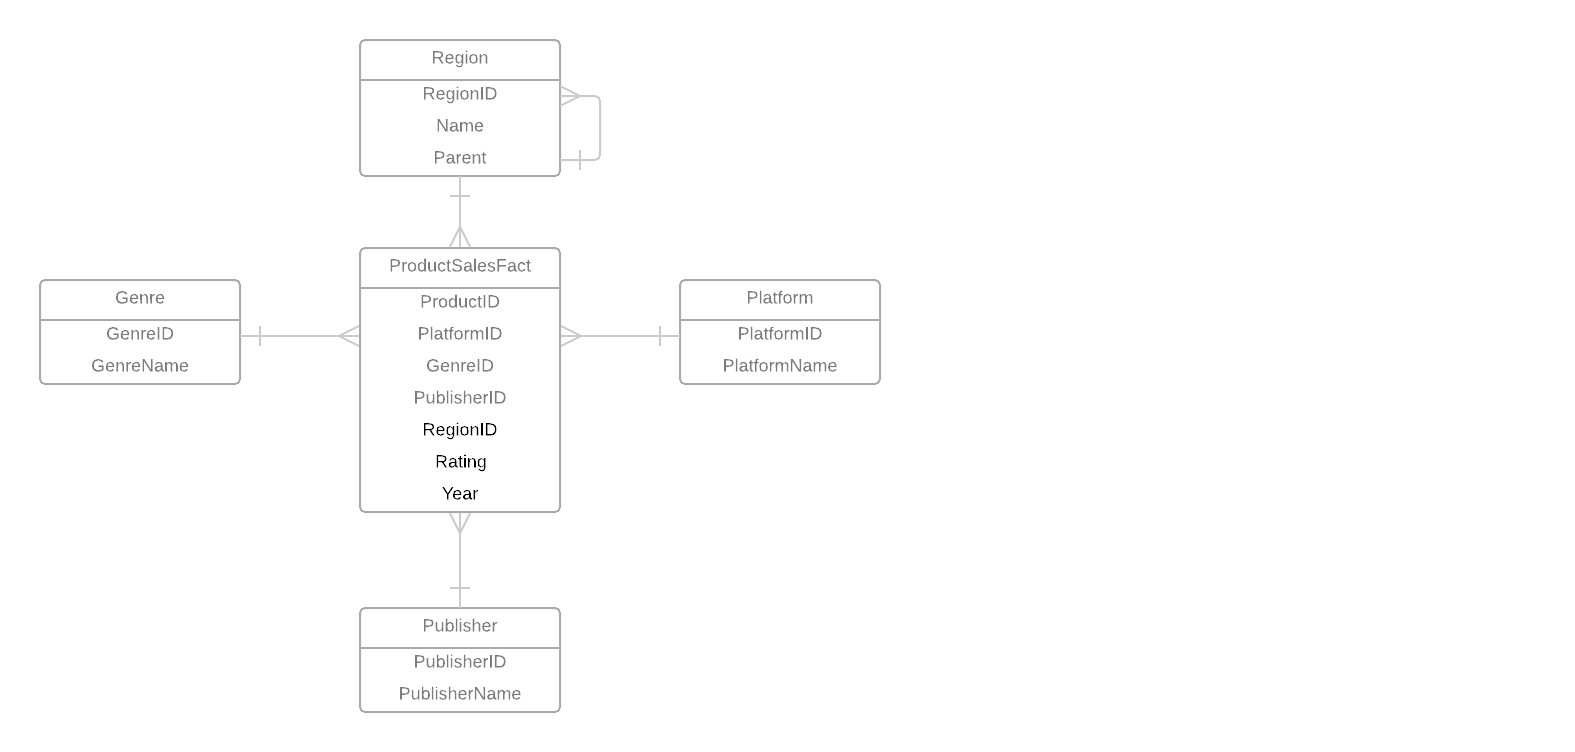 Region
RegionID
Name
Parent
ProductSalesFact
ProductID
PlatformID
GenreID
PublisherID
RegionID
Rating
Year
Genre
GenreID
GenreName
Platform
PlatformID
PlatformName
Publisher
PublisherID
PublisherName